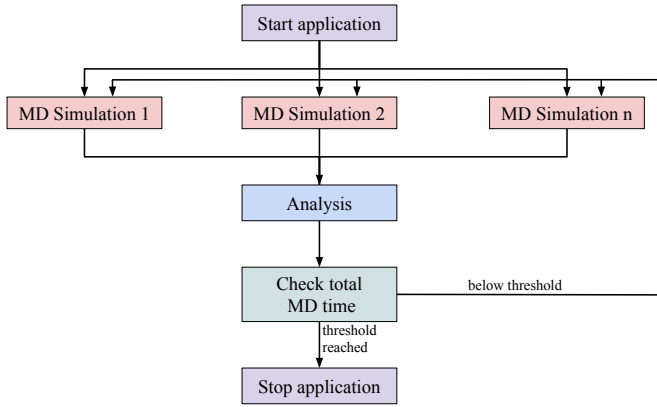 Start application
MD Simulation 1
MD Simulation 2
MD Simulation n
Analysis
Check total
MD time
below threshold
threshold
reached
Stop application